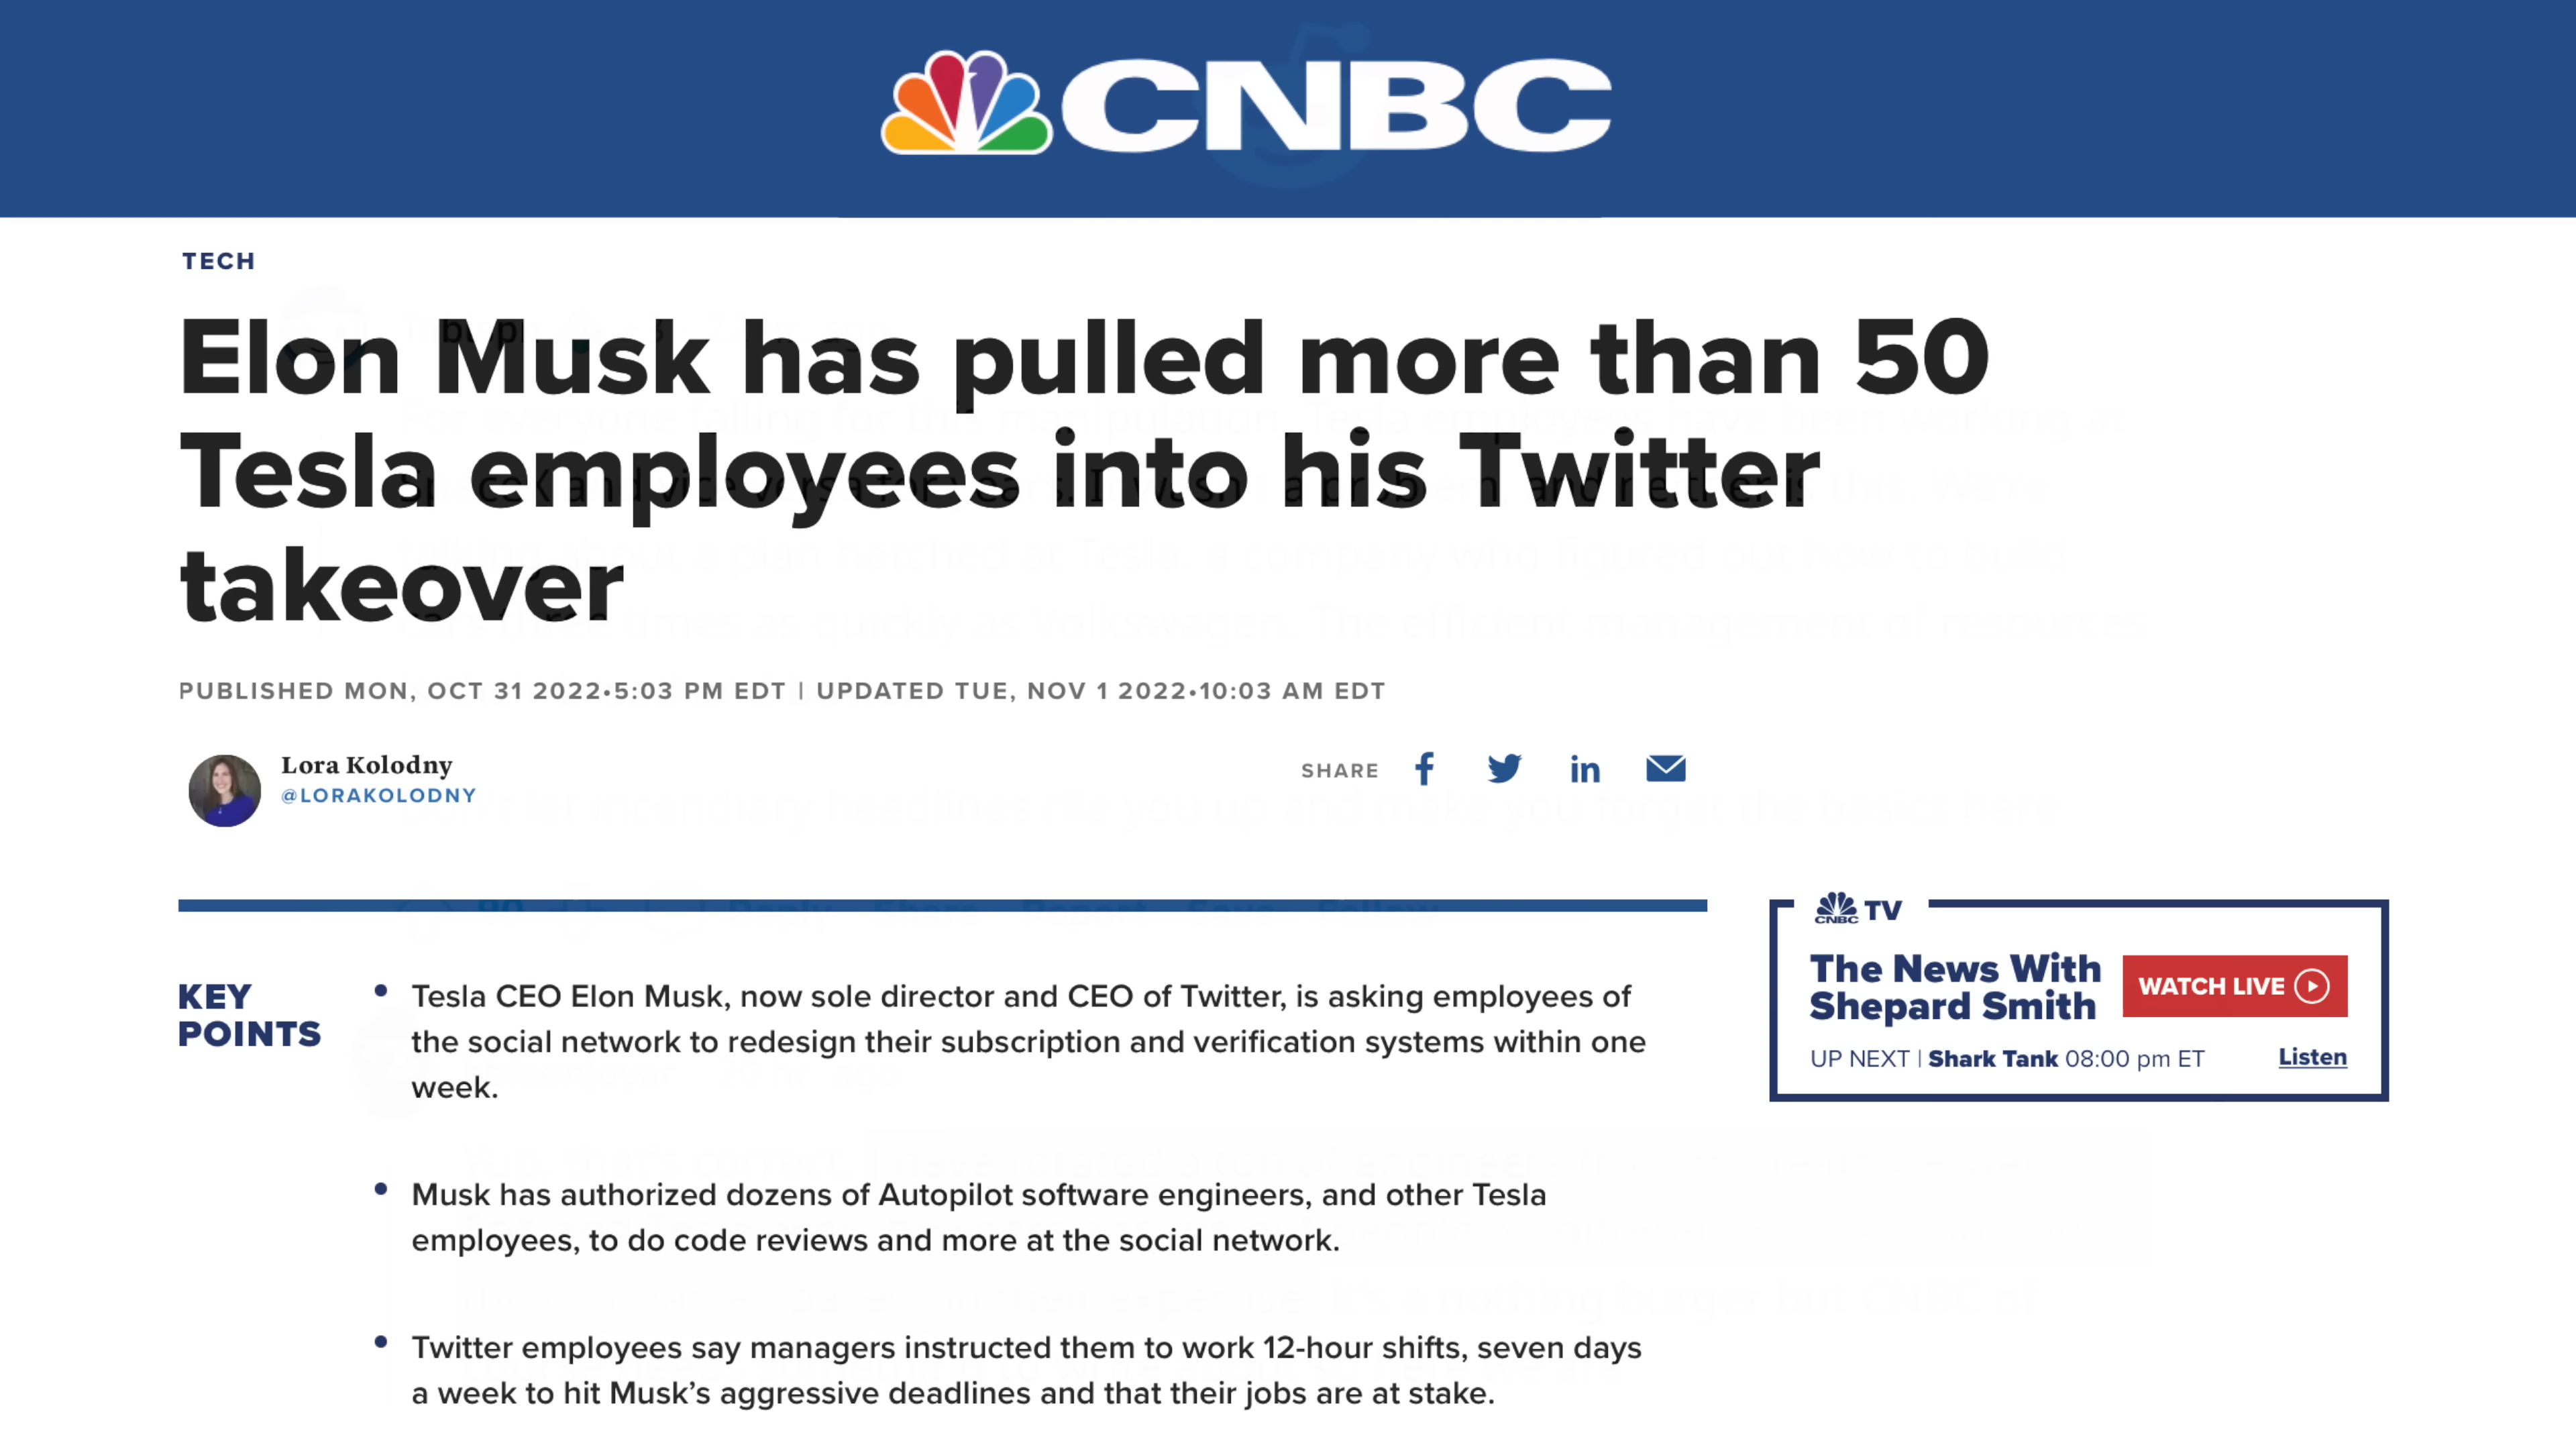 CNBC
TECH
Elon Musk has pulled more than 50
Tesla employees into his Twitter
takeover
PUBLISHED MON, OCT 31 2022•5:03 PM EDT | UPDATED TUE, NOV 1 2022•10:03 AM EDT
Lora Kolodny
@LORAKOLODNY
SHARE
KEY
POINTS
• Tesla CEO Elon Musk, now sole director and CEO of Twitter, is asking employees of
the social network to redesign their subscription and verification systems within one
week.
• Musk has authorized dozens of Autopilot software engineers, and other Tesla
employees, to do code reviews and more at the social network.
• Twitter employees say managers instructed them to work 12-hour shifts, seven days
a week to hit Musk’s aggressive deadlines and that their jobs are at stake.
CNBC TV
The News With
Shepard Smith
WATCH LIVE
UP NEXT | Shark Tank 08:00 pm ET
Listen